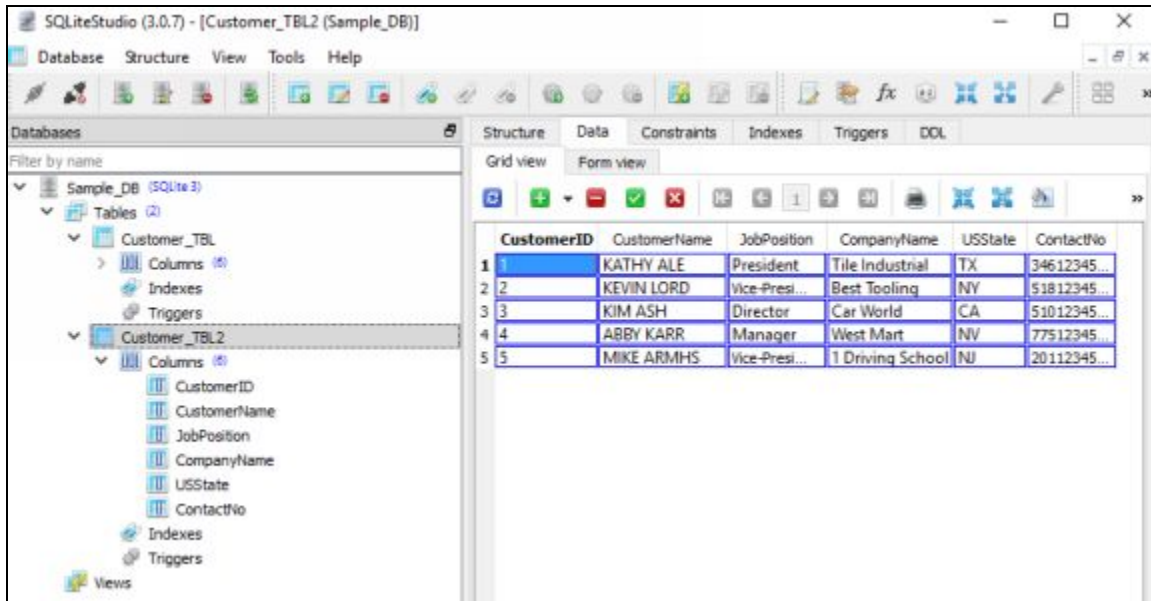 SQLiteStudio (3.0.7) - [Customer_TBL2 (Sample_DB)]
Database Structure View Tools Help
Databases
Filter by name
Sample_DB (SQLite 3)
Tables (2)
Customer_TBL
Columns (6)
Indexes
Triggers
Customer_TBL2
Columns (6)
CustomerID
CustomerName
JobPosition
CompanyName
USState
ContactNo
Indexes
Triggers
Views
Structure Data Constraints Indexes Triggers DDL
Grid view Form view
1
CustomerID CustomerName JobPosition CompanyName USState ContactNo
1 1 KATHY ALE President Tile Industrial TX 34612345...
2 2 KEVIN LORD Vice-Presi... Best Tooling NY 51812345...
3 3 KIM ASH Director Car World CA 51012345...
4 4 ABBY KARR Manager West Mart NV 77512345...
5 5 MIKE ARMHS Vice-Presi... 1 Driving School NJ 20112345...